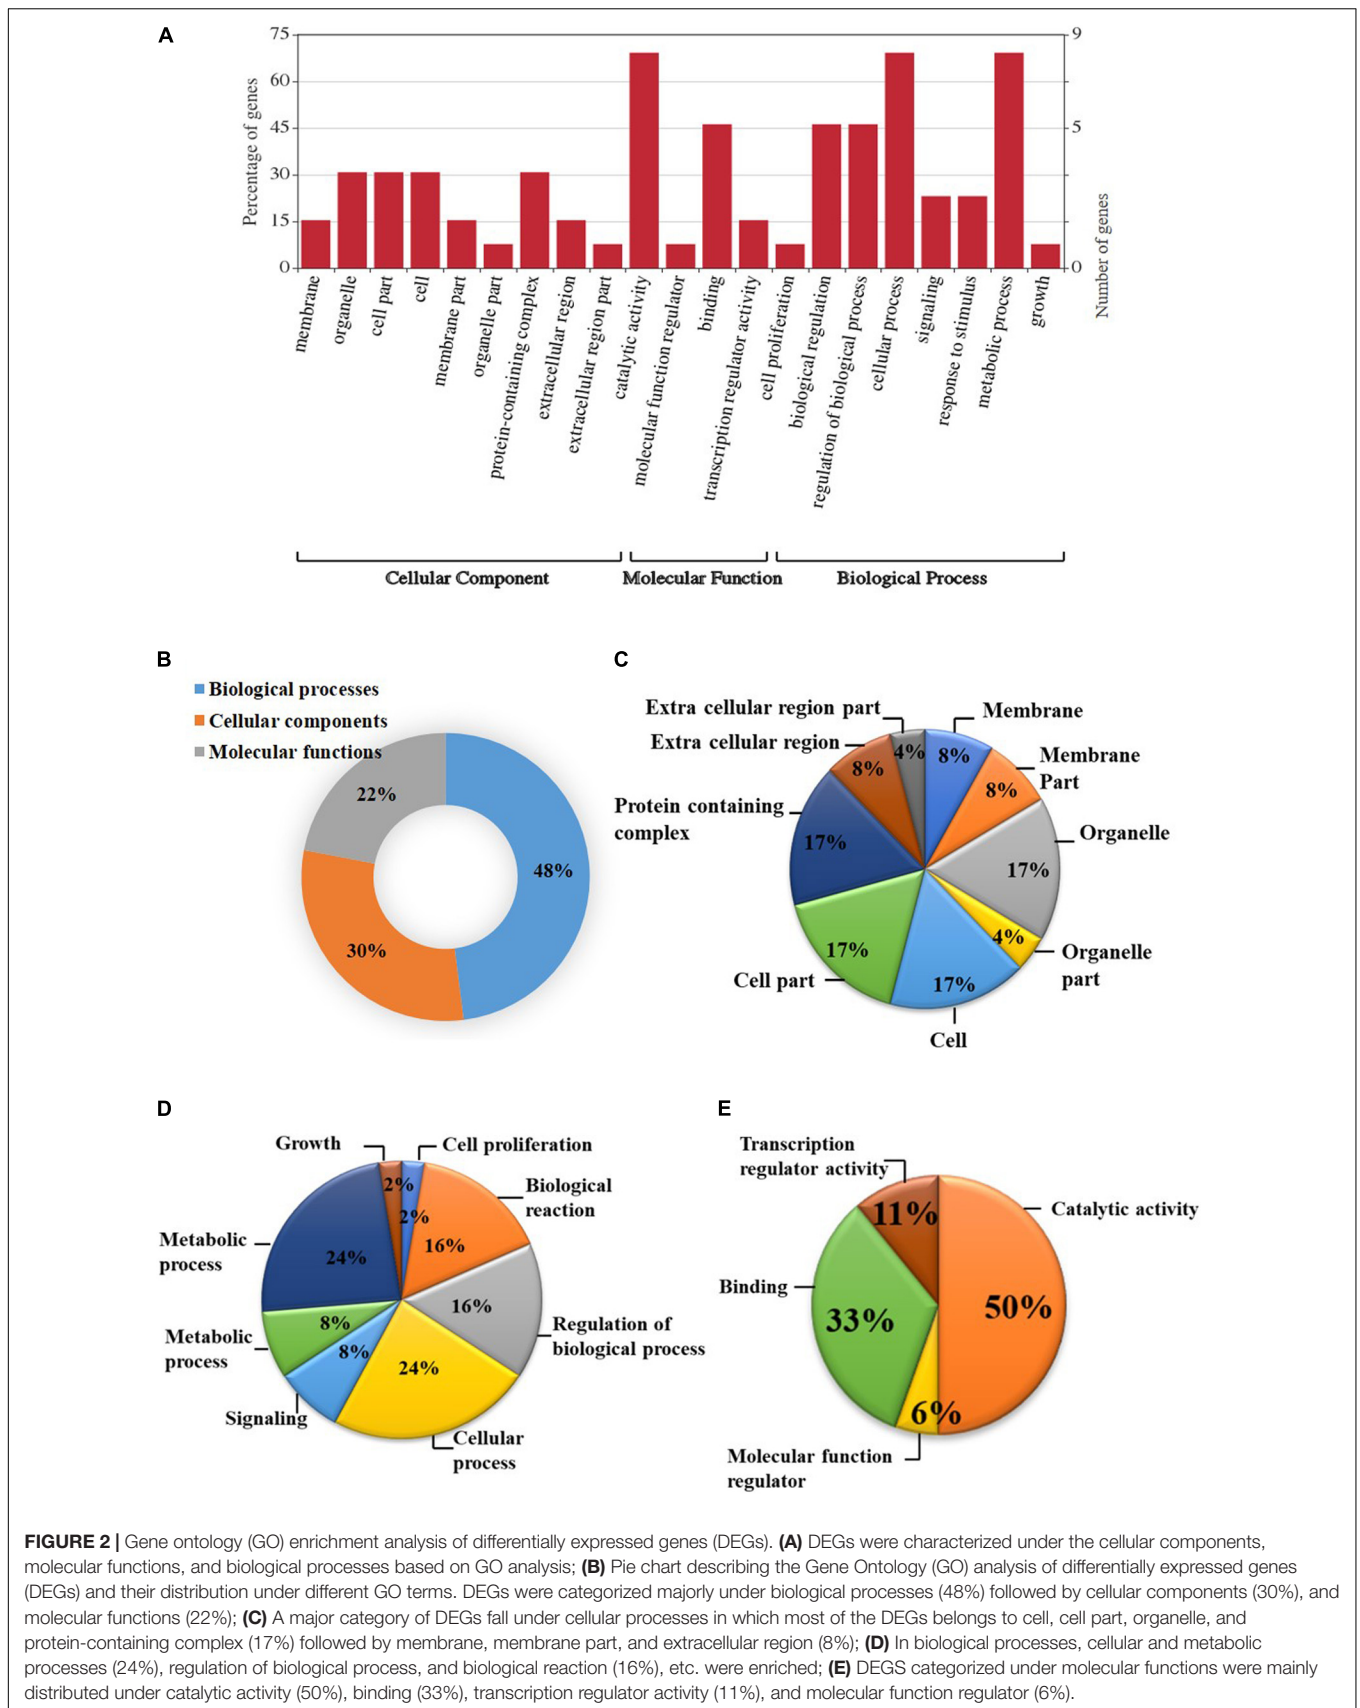 A
75
60
45
30
15
0
Percentage of genes
9
5
0
Number of genes
membrane
organelle
cell part
cell
membrane part
organelle part
protein-containing complex
extracellular region
extracellular region part
catalytic activity
molecular function regulator
binding
transcription regulator activity
cell proliferation
biological regulation
regulation of biological process
cellular process
signaling
response to stimulus
metabolic process
growth
Cellular Component
Molecular Function
Biological Process
B
Biological processes
Cellular components
Molecular functions
22%
48%
30%
C
Extra cellular region part
Membrane
Extra cellular region
Membrane
Part
Protein containing
complex
Organelle
Organelle
part
Cell part
Cell
4%
8%
8%
8%
17%
17%
4%
17%
17%
D
Growth
Cell proliferation
Biological
reaction
Metabolic
process
Metabolic
process
Regulation of
biological process
Signaling
Cellular
process
2%
2%
16%
24%
16%
8%
8%
24%
E
Transcription
regulator activity
Catalytic activity
Binding
Molecular function
regulator
11%
50%
33%
6%
FIGURE 2 | Gene ontology (GO) enrichment analysis of differentially expressed genes (DEGs). (A) DEGs were characterized under the cellular components,
molecular functions, and biological processes based on GO analysis; (B) Pie chart describing the Gene Ontology (GO) analysis of differentially expressed genes
(DEGs) and their distribution under different GO terms. DEGs were categorized majorly under biological processes (48%) followed by cellular components (30%), and
molecular functions (22%); (C) A major category of DEGs fall under cellular processes in which most of the DEGs belongs to cell, cell part, organelle, and
protein-containing complex (17%) followed by membrane, membrane part, and extracellular region (8%); (D) In biological processes, cellular and metabolic
processes (24%), regulation of biological process, and biological reaction (16%), etc. were enriched; (E) DEGS categorized under molecular functions were mainly
distributed under catalytic activity (50%), binding (33%), transcription regulator activity (11%), and molecular function regulator (6%).